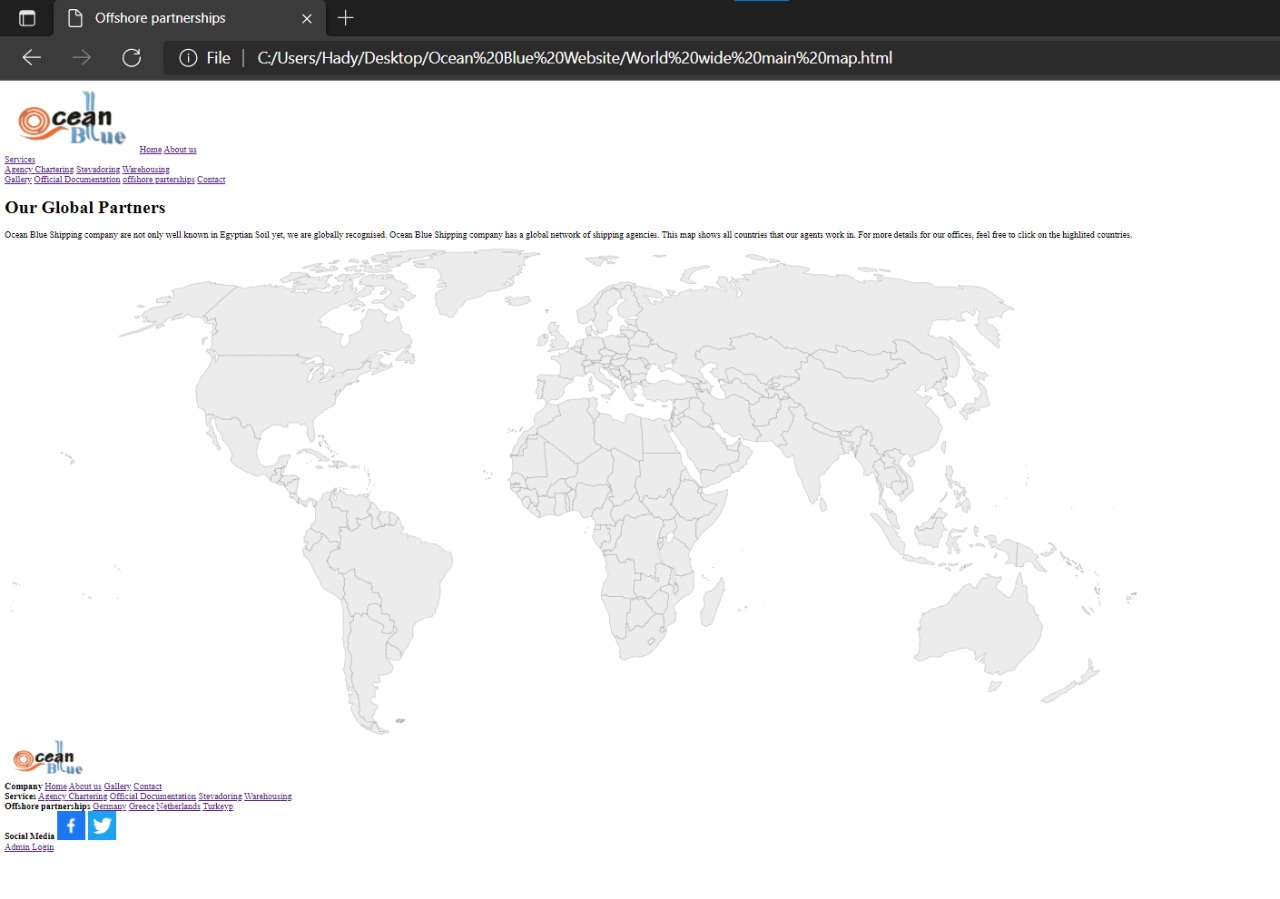 Offshore partnerships
File | C:/Users/Hady/Desktop/Ocean%20Blue%20Website/World%20wide%20main%20map.html
Ocean
Blue
Home About us
Services
Agency Chartering Stevadoring Warehousing
Gallery Official Documentation offshore parterships Contact
Our Global Partners
Ocean Blue Shipping company are not only well known in Egyptian Soil yet, we are globally recognised. Ocean Blue Shipping company has a global network of shipping agencies. This map shows all countries that our agents work in. For more details for our offices, feel free to click on the highlited countries.
Ocean
Blue
Company Home About us Gallery Contact
Services Agency Chartering Official Documentation Stevadoring Warehousing
Offshore partnerships Germany Greece Netherlands Turkeyp
Social Media
Admin Login